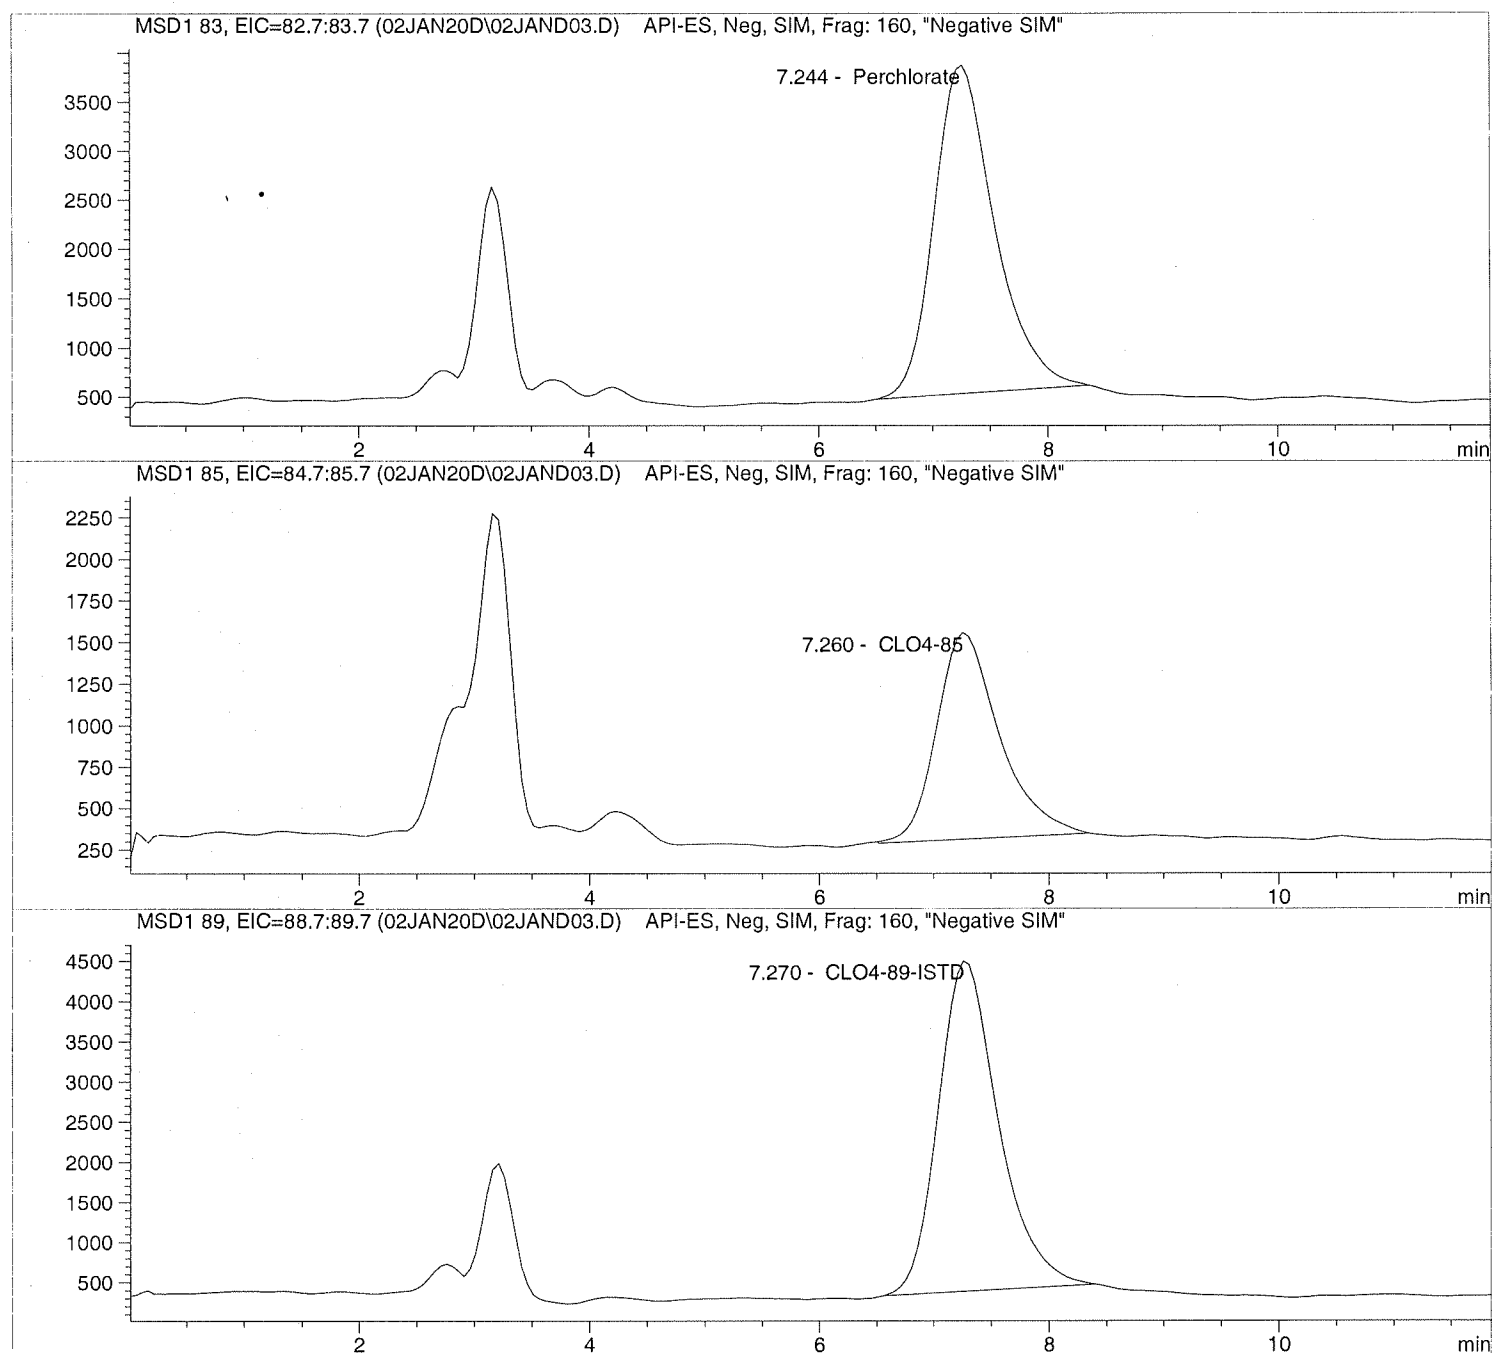 MSD1 83, EIC=82.7:83.7 (02JAN20D\02JAND03.D) API-ES, Neg, SIM, Frag: 160, "Negative SIM"
7.244 - Perchlorate
3500
3000
2500
2000
1500
1000
500
2 4 6 8 10 min
MSD1 85, EIC=84.7:85.7 (02JAN20D\02JAND03.D) API-ES, Neg, SIM, Frag: 160, "Negative SIM"
2250
2000
1750
7.260 - CLO4-85
1500
1250
1000
750
500
250
2 4 6 8 10 min
MSD1 89, EIC=88.7:89.7 (02JAN20D\02JAND03.D) API-ES, Neg, SIM, Frag: 160, "Negative SIM"
4500
7.270 - CLO4-89-ISTD
4000
3500
3000
2500
2000
1500
1000
500
2 4 6 8 10 min